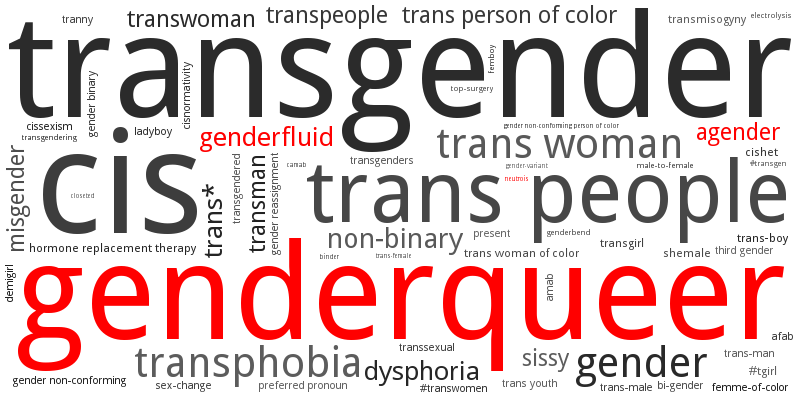 tranny
transwoman
transpeople
trans person of color
transmisogyny
electrolysis
transgender
gender binary
cisnormativity
femboy
top-surgery
cissexism
transgendering
ladyboy
genderfluid
gender non-conforming person of color
trans woman
agender
misgender
cis
closeted
trans*
transgendered
transman
gender reassignment
camab
transgenders
gender-variant
male-to-female
cishet
#transgen
trans people
neutrois
hormone replacement therapy
non-binary
present
genderbend
transgirl
trans-boy
binder
trans-female
trans woman of color
shemale
third gender
demigirl
genderqueer
amab
afab
transphobia
transsexual
dysphoria
sissy
gender
trans-man
#tgirl
gender non-conforming
sex-change
preferred pronoun
#transwomen
trans youth
trans-male
bi-gender
femme-of-color